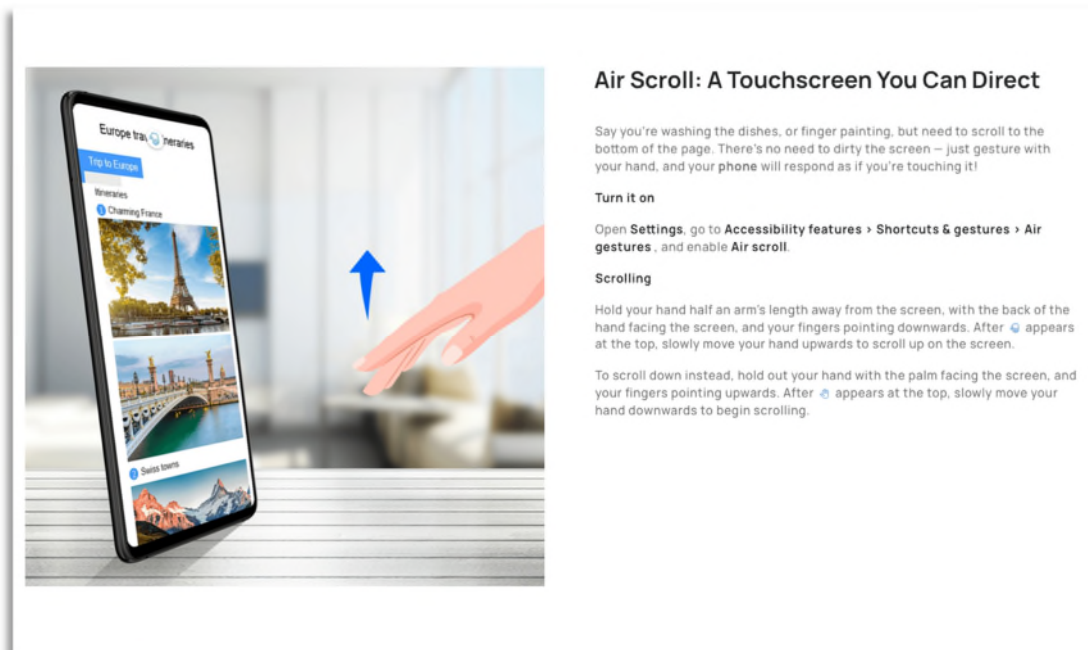 Europe trav ineraries
Trip to Europe
Itineraries
1 Charming France
2 Swiss towns
Air Scroll: A Touchscreen You Can Direct
Say you're washing the dishes, or finger painting, but need to scroll to the
bottom of the page. There's no need to dirty the screen — just gesture with
your hand, and your phone will respond as if you're touching it!
Turn it on
Open Settings, go to Accessibility features > Shortcuts & gestures > Air
gestures , and enable Air scroll.
Scrolling
Hold your hand half an arm's length away from the screen, with the back of the
hand facing the screen, and your fingers pointing downwards. After appears
at the top, slowly move your hand upwards to scroll up on the screen.
To scroll down instead, hold out your hand with the palm facing the screen, and
your fingers pointing upwards. After appears at the top, slowly move your
hand downwards to begin scrolling.